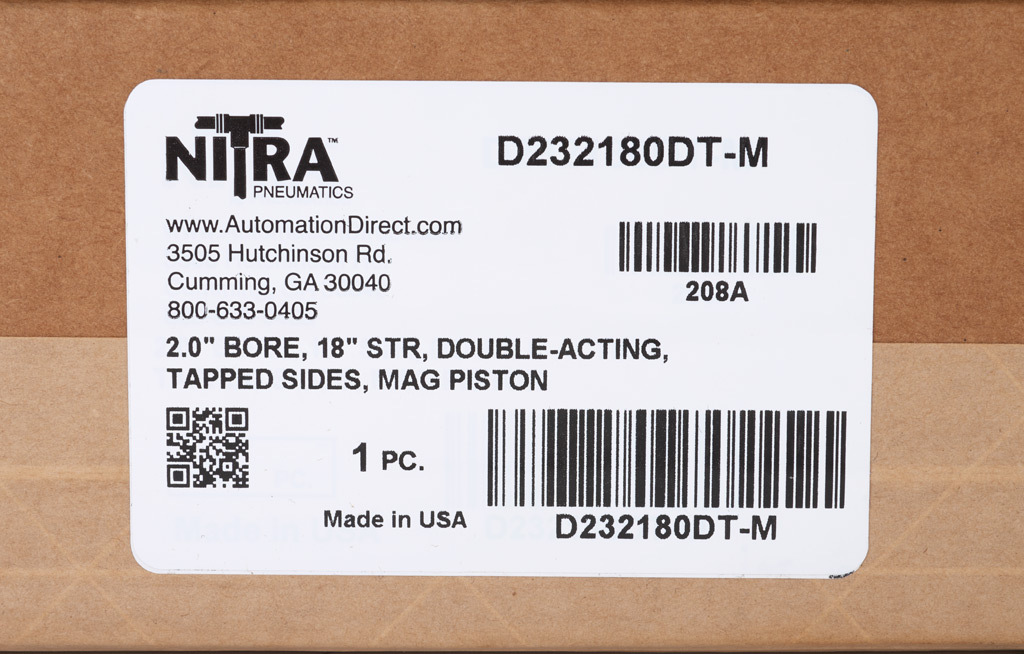 NITRA™
PNEUMATICS
D232180DT-M
www.AutomationDirect.com
3505 Hutchinson Rd.
Cumming, GA 30040
800-633-0405
208A
2.0" BORE, 18" STR, DOUBLE-ACTING,
TAPPED SIDES, MAG PISTON
1 PC.
Made in USA
D232180DT-M